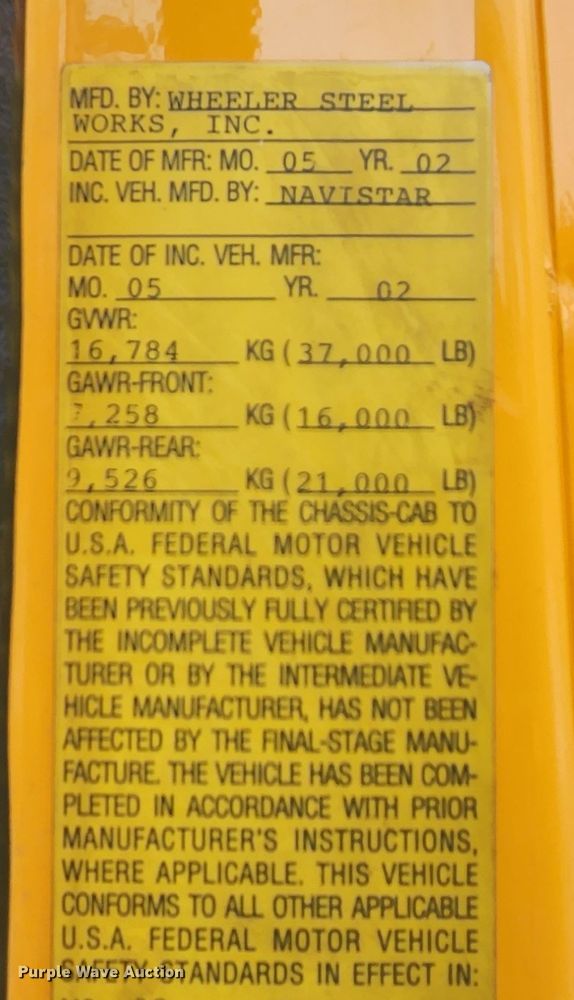 MFD. BY: WHEELER STEEL
WORKS, INC.
DATE OF MFR: MO. 05 YR. 02
INC. VEH. MFD. BY: NAVISTAR
DATE OF INC. VEH. MFR:
MO. 05 YR. 02
GVWR:
16,784 KG (37,000 LB)
GAWR-FRONT:
7,258 KG (16,000 LB)
GAWR-REAR:
9,526 KG (21,000 LB)
CONFORMITY OF THE CHASSIS-CAB TO
U.S.A. FEDERAL MOTOR VEHICLE
SAFETY STANDARDS, WHICH HAVE
BEEN PREVIOUSLY FULLY CERTIFIED BY
THE INCOMPLETE VEHICLE MANUFAC-
TURER OR BY THE INTERMEDIATE VE-
HICLE MANUFACTURER, HAS NOT BEEN
AFFECTED BY THE FINAL-STAGE MANU-
FACTURE. THE VEHICLE HAS BEEN COM-
PLETED IN ACCORDANCE WITH PRIOR
MANUFACTURER'S INSTRUCTIONS,
WHERE APPLICABLE. THIS VEHICLE
CONFORMS TO ALL OTHER APPLICABLE
U.S.A. FEDERAL MOTOR VEHICLE
SAFETY STANDARDS IN EFFECT IN:
Purple Wave Auction